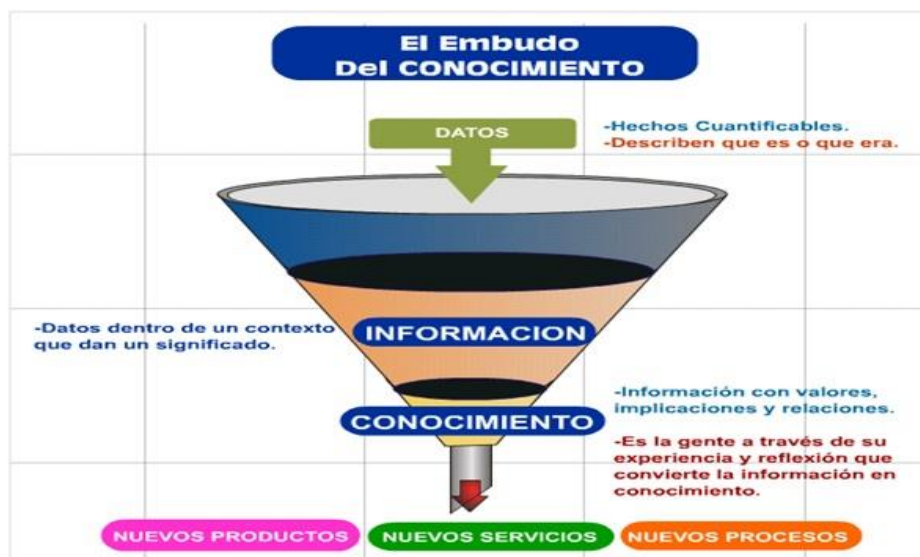 El Embudo
Del CONOCIMIENTO
DATOS
-Hechos Cuantificables.
-Describen que es o que era.
-Datos dentro de un contexto
que dan un significado.
INFORMACION
-Información con valores,
implicaciones y relaciones.
CONOCIMIENTO
-Es la gente a través de su
experiencia y reflexión que
convierte la información en
conocimiento.
NUEVOS PRODUCTOS
NUEVOS SERVICIOS
NUEVOS PROCESOS